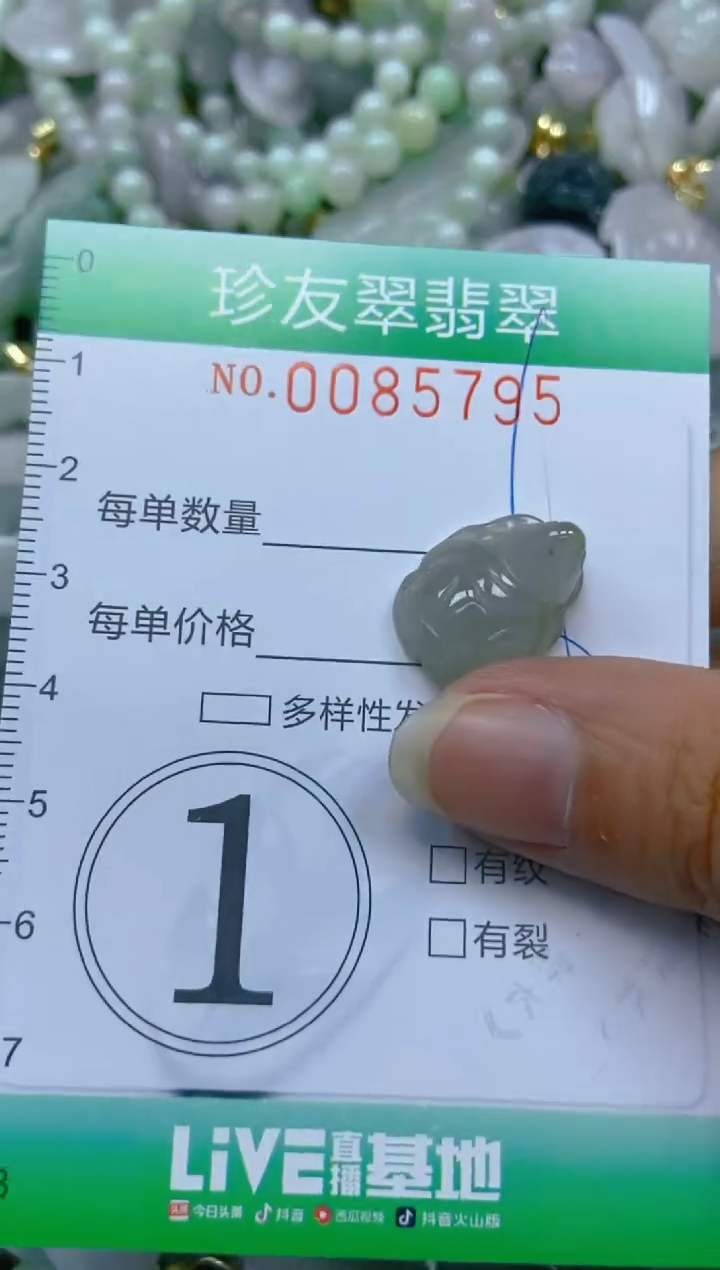 0
珍友翠翡翠
1
NO.0085795
2
每单数量
3
每单价格
4
多样性发
1
5
有纹
6
有裂
7
LiVE直播基地
今日头条 抖音 西瓜视频 抖音火山版